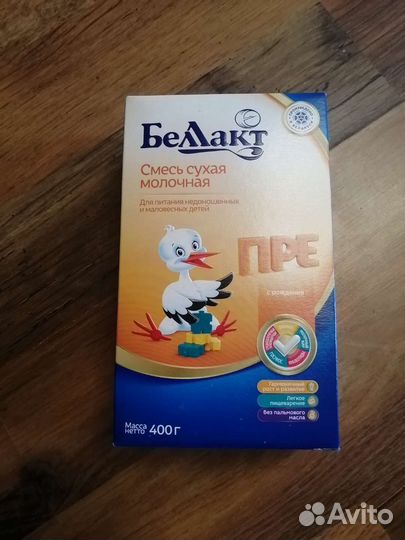 Беллакт
Смесь сухая
молочная
Для питания недоношенных
и маловесных детей
ПРЕ
с рождения
Гармоничный
рост и развитие
Легкое
пищеварение
Без пальмового
масла
Масса
нетто 400 г
Avito